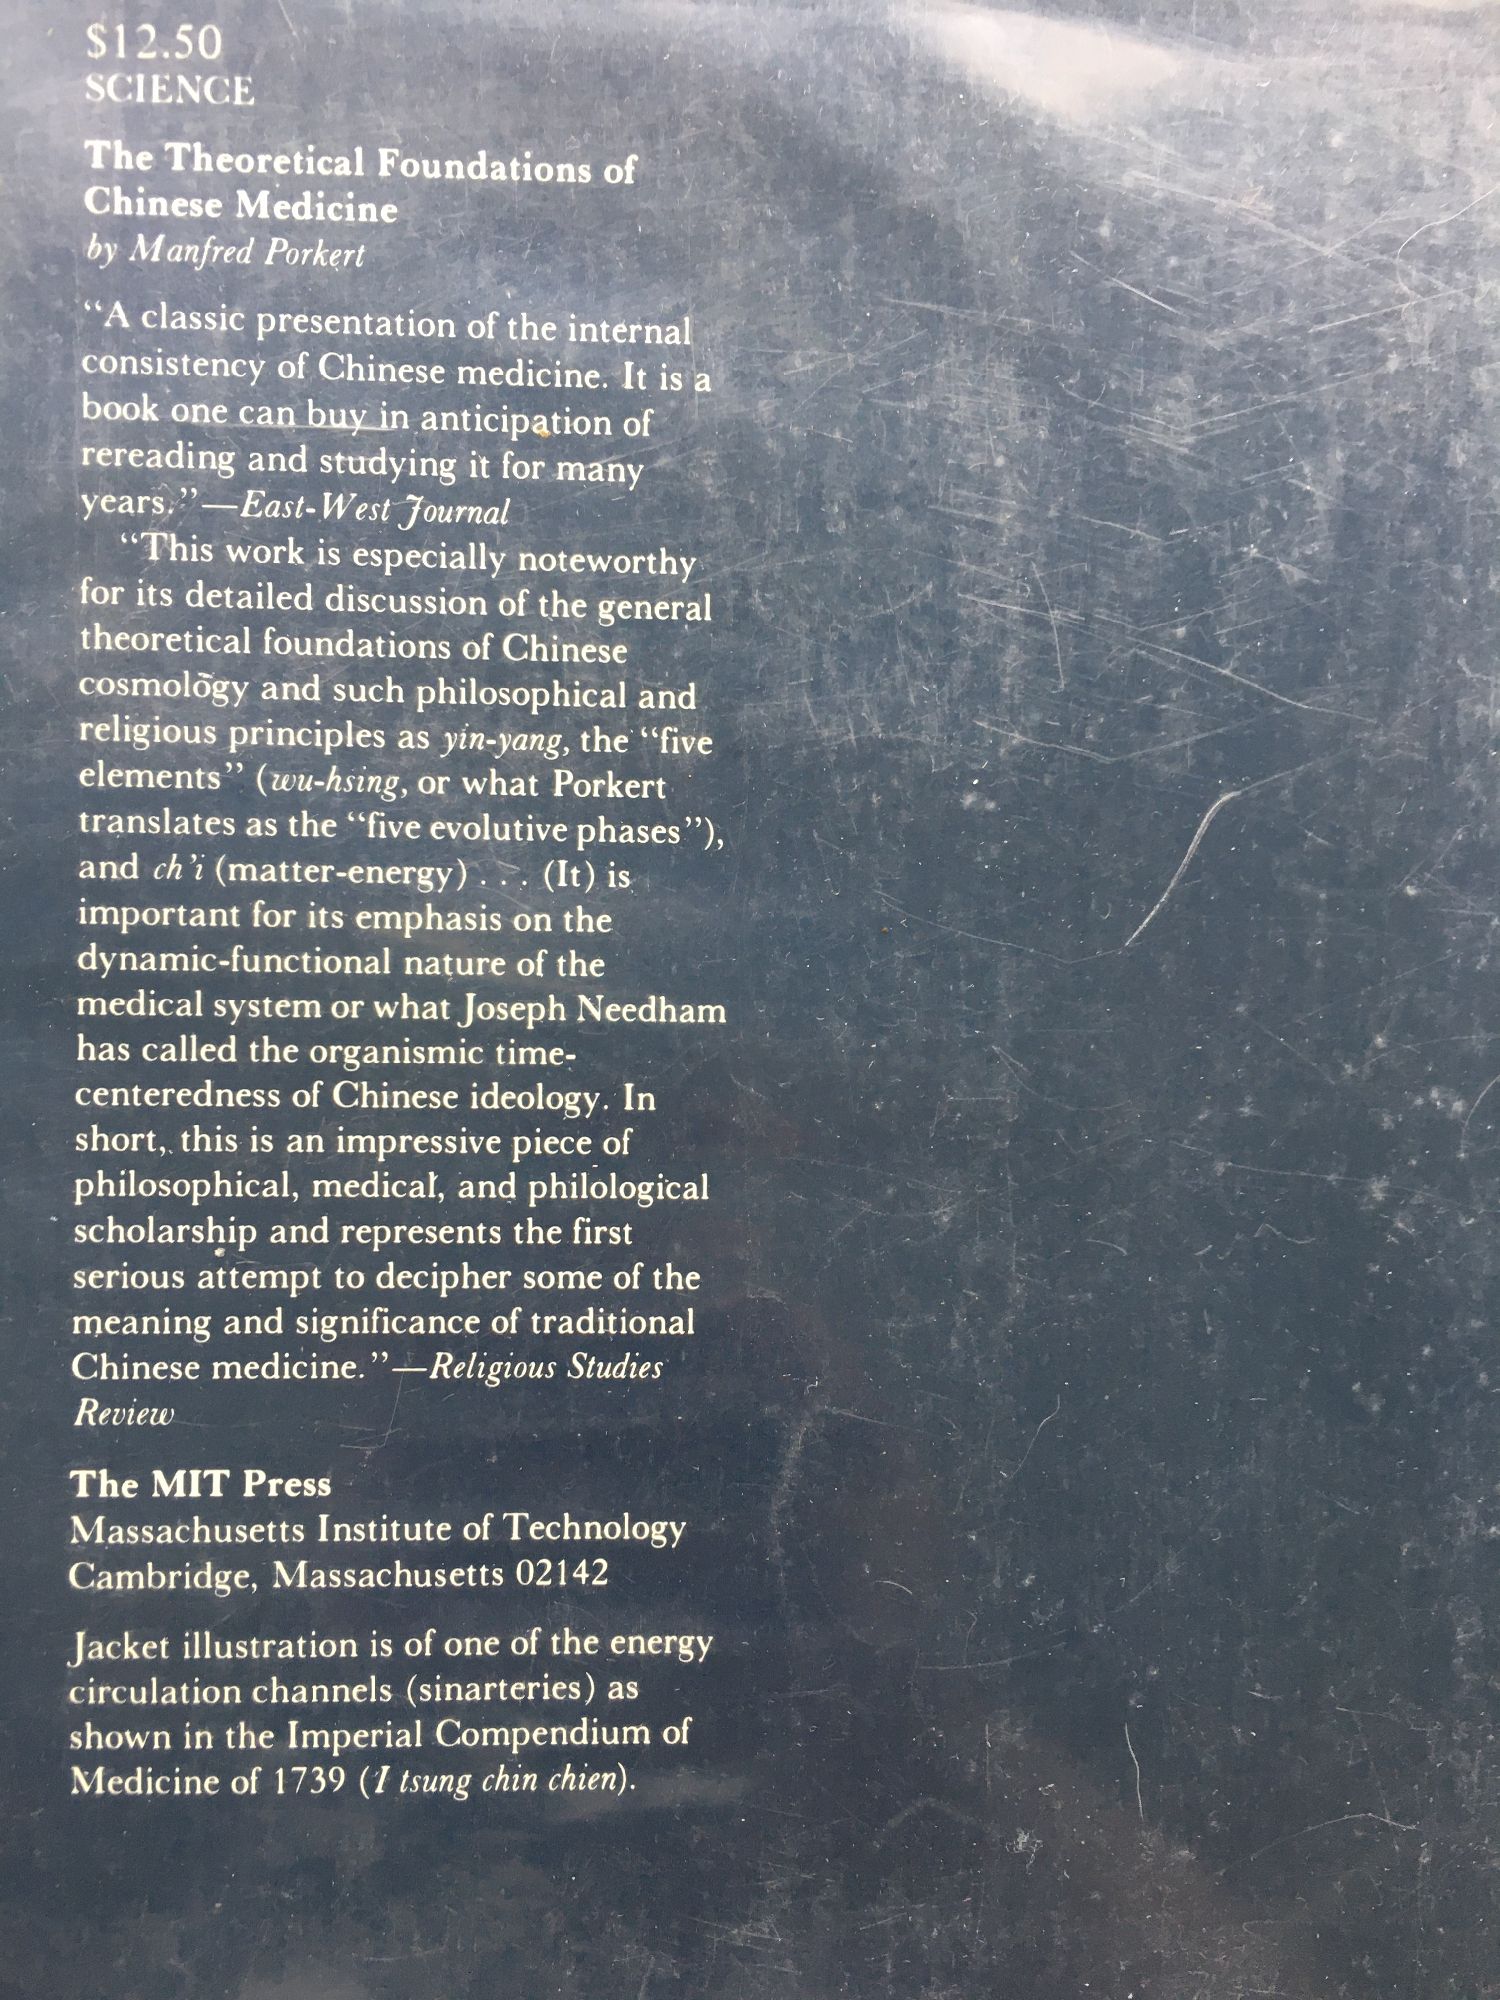 $12.50
SCIENCE
The Theoretical Foundations of
Chinese Medicine
by Manfred Porkert
“A classic presentation of the internal
consistency of Chinese medicine. It is a
book one can buy in anticipation of
rereading and studying it for many
years.”—East-West Journal
“This work is especially noteworthy
for its detailed discussion of the general
theoretical foundations of Chinese
cosmology and such philosophical and
religious principles as yin-yang, the “five
elements” (wu-hsing, or what Porkert
translates as the “five evolutive phases”),
and ch’i (matter-energy) . . . (It) is
important for its emphasis on the
dynamic-functional nature of the
medical system or what Joseph Needham
has called the organismic time-
centeredness of Chinese ideology. In
short, this is an impressive piece of
philosophical, medical, and philological
scholarship and represents the first
serious attempt to decipher some of the
meaning and significance of traditional
Chinese medicine.”—Religious Studies
Review
The MIT Press
Massachusetts Institute of Technology
Cambridge, Massachusetts 02142
Jacket illustration is of one of the energy
circulation channels (sinarteries) as
shown in the Imperial Compendium of
Medicine of 1739 (I tsung chin chien).